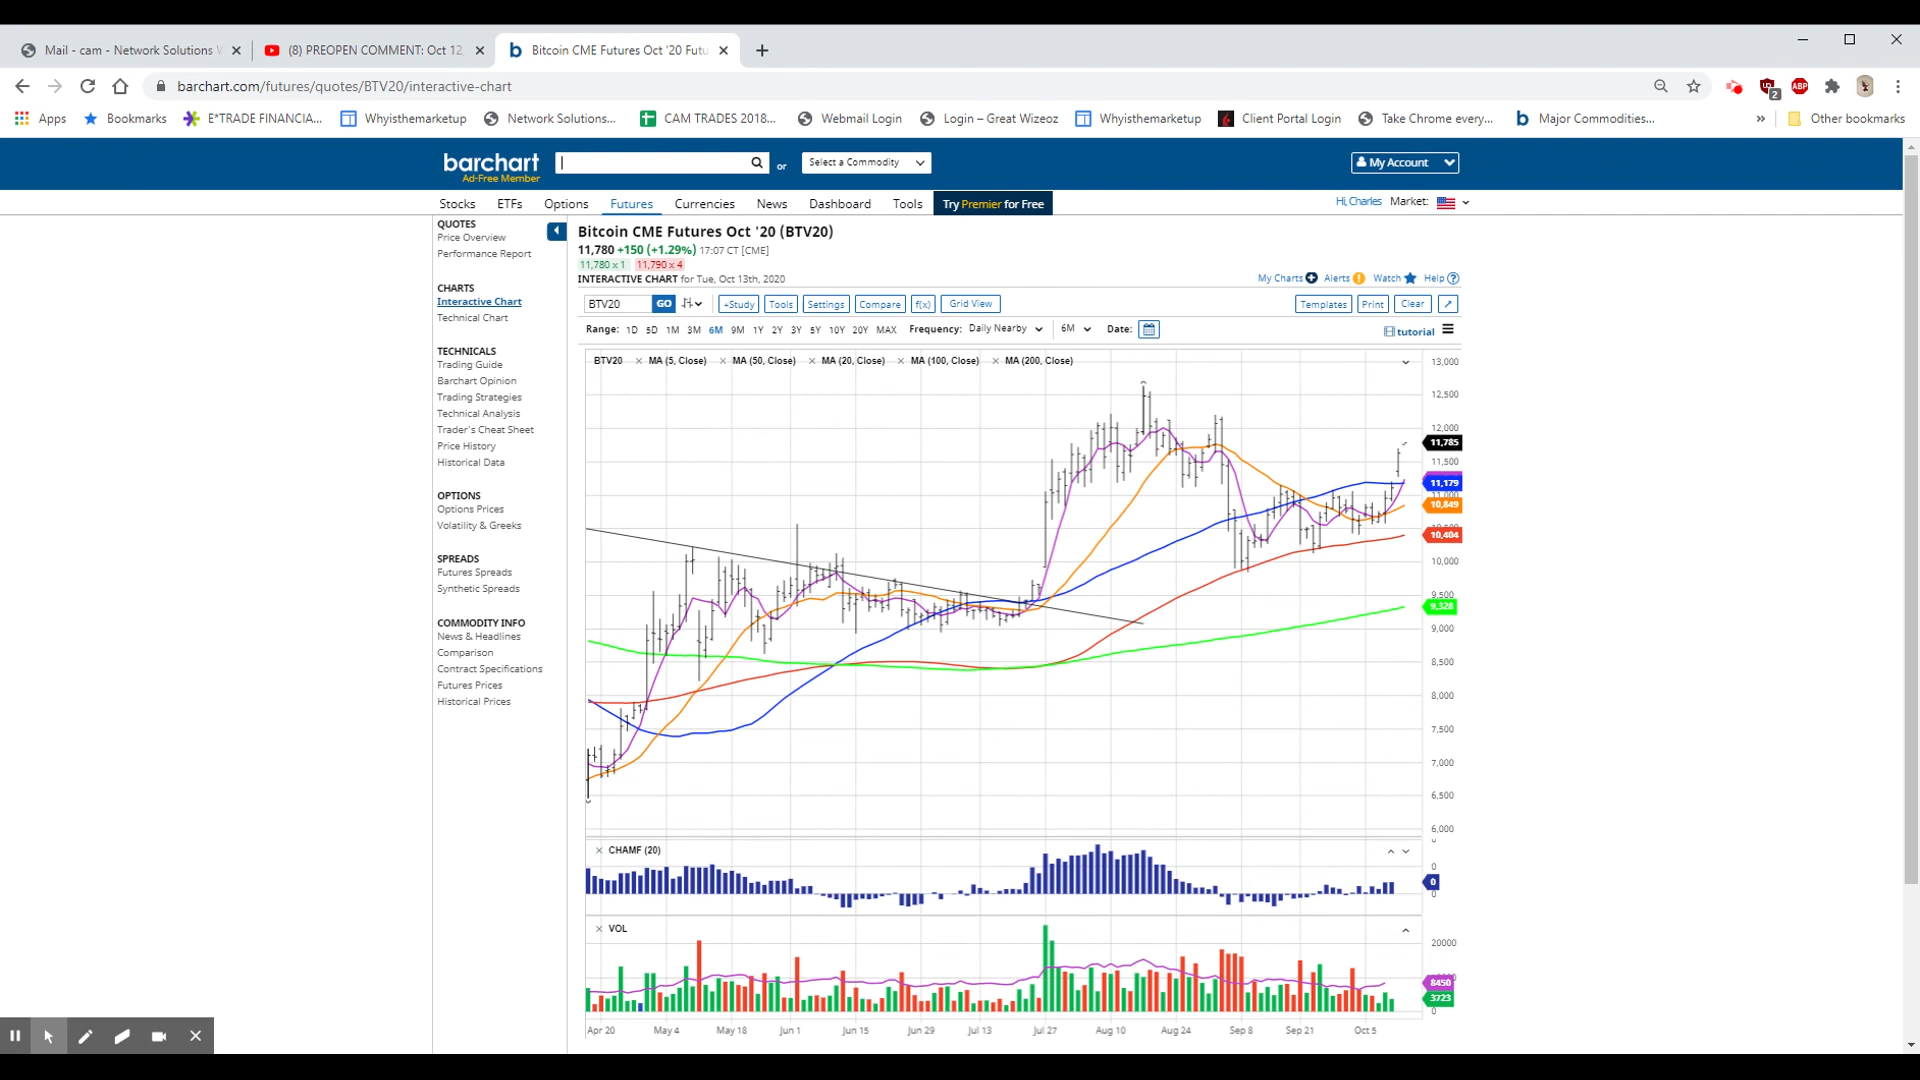 Mail - cam - Network Solutions
(8) PREOPEN COMMENT: Oct 12,
Bitcoin CME Futures Oct '20 Futu
barchart.com/futures/quotes/BTV20/interactive-chart
2
ABP
Apps
Bookmarks
E*TRADE FINANCIA...
Whyisthemarketup
Network Solutions...
CAM TRADES 2018...
Webmail Login
Login – Great Wizeoz
Whyisthemarketup
Client Portal Login
Take Chrome every...
Major Commodities...
»
Other bookmarks
barchart
Ad-Free Member
or
Select a Commodity
My Account
Stocks ETFs Options Futures Currencies News Dashboard Tools Try Premier for Free
Hi, Charles Market:
QUOTES
Price Overview
Performance Report
CHARTS
Interactive Chart
Technical Chart
TECHNICALS
Trading Guide
Barchart Opinion
Trading Strategies
Technical Analysis
Trader's Cheat Sheet
Price History
Historical Data
OPTIONS
Options Prices
Volatility & Greeks
SPREADS
Futures Spreads
Synthetic Spreads
COMMODITY INFO
News & Headlines
Comparison
Contract Specifications
Futures Prices
Historical Prices
Bitcoin CME Futures Oct '20 (BTV20)
11,780 +150 (+1.29%) 17:07 CT [CME]
11,780 x 1 11,790 x 4
INTERACTIVE CHART for Tue, Oct 13th, 2020
My Charts Alerts Watch Help
BTV20 GO +Study Tools Settings Compare f(x) Grid View
Templates Print Clear
Range: 1D 5D 1M 3M 6M 9M 1Y 2Y 3Y 5Y 10Y 20Y MAX Frequency: Daily Nearby 6M Date:
tutorial
BTV20 × MA (5, Close) × MA (50, Close) × MA (20, Close) × MA (100, Close) × MA (200, Close)
13,000
12,500
12,000
11,785
11,500
11,179
11,000
10,849
10,404
10,000
9,500
9,328
9,000
8,500
8,000
7,500
7,000
6,500
6,000
× CHAMF (20)
0
0
0
× VOL
20000
8450
3723
0
Apr 20 May 4 May 18 Jun 1 Jun 15 Jun 29 Jul 13 Jul 27 Aug 10 Aug 24 Sep 8 Sep 21 Oct 5